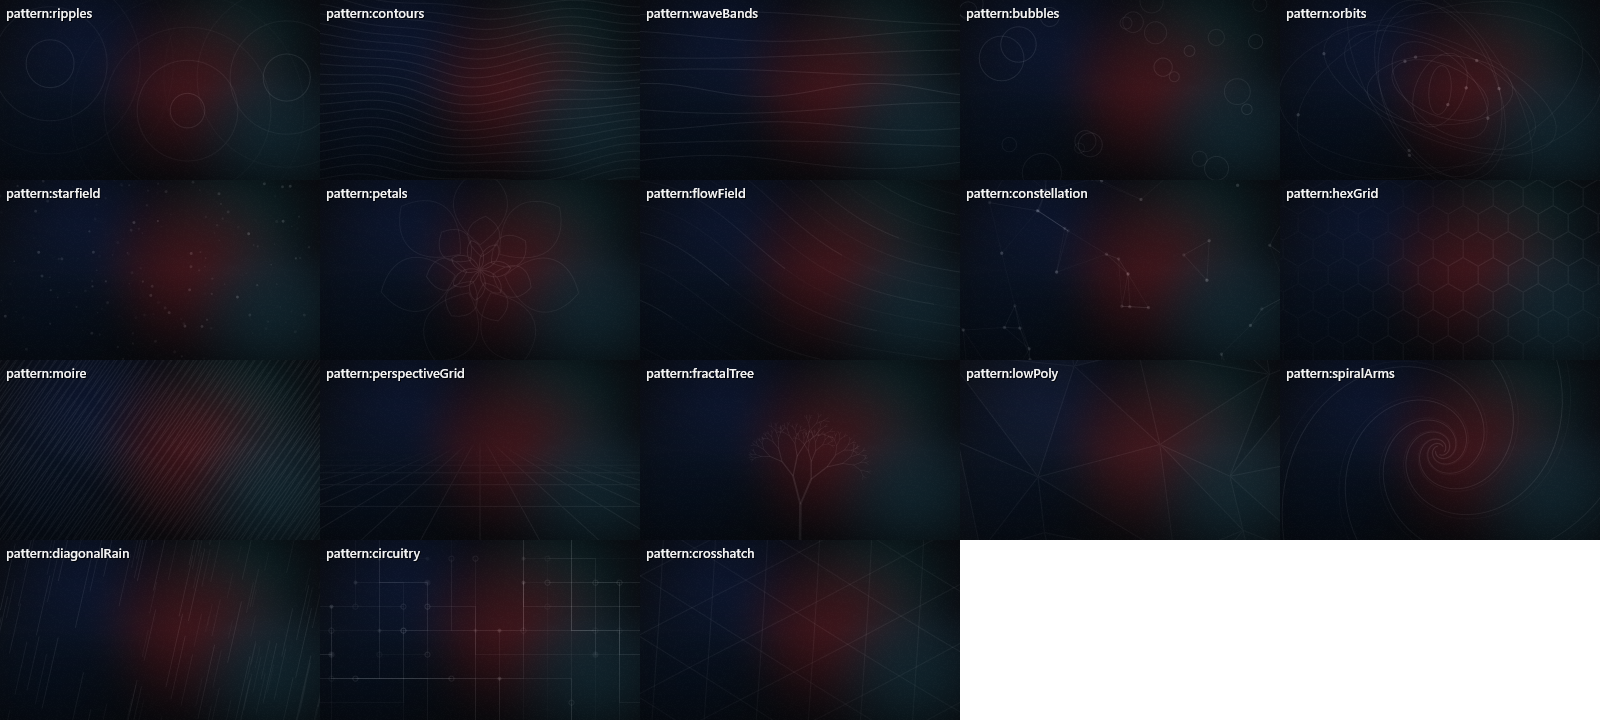 pattern:ripples
pattern:contours
pattern:waveBands
pattern:bubbles
pattern:orbits
pattern:starfield
pattern:petals
pattern:flowField
pattern:constellation
pattern:hexGrid
pattern:moire
pattern:perspectiveGrid
pattern:fractalTree
pattern:lowPoly
pattern:spiralArms
pattern:diagonalRain
pattern:circuitry
pattern:crosshatch